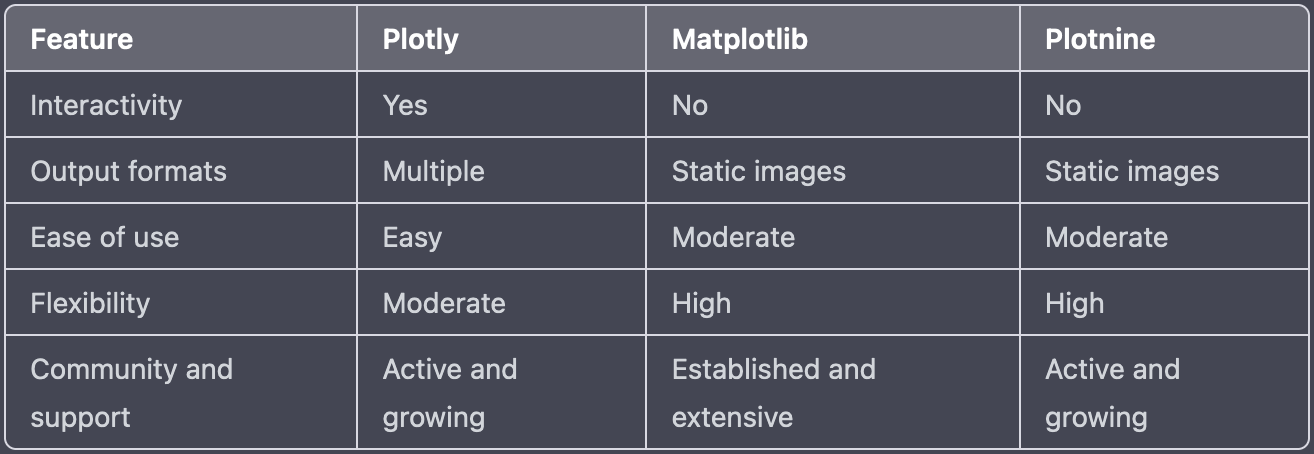 Feature Plotly Matplotlib Plotnine
Interactivity Yes No No
Output formats Multiple Static images Static images
Ease of use Easy Moderate Moderate
Flexibility Moderate High High
Community and Active and Established and Active and
support growing extensive growing